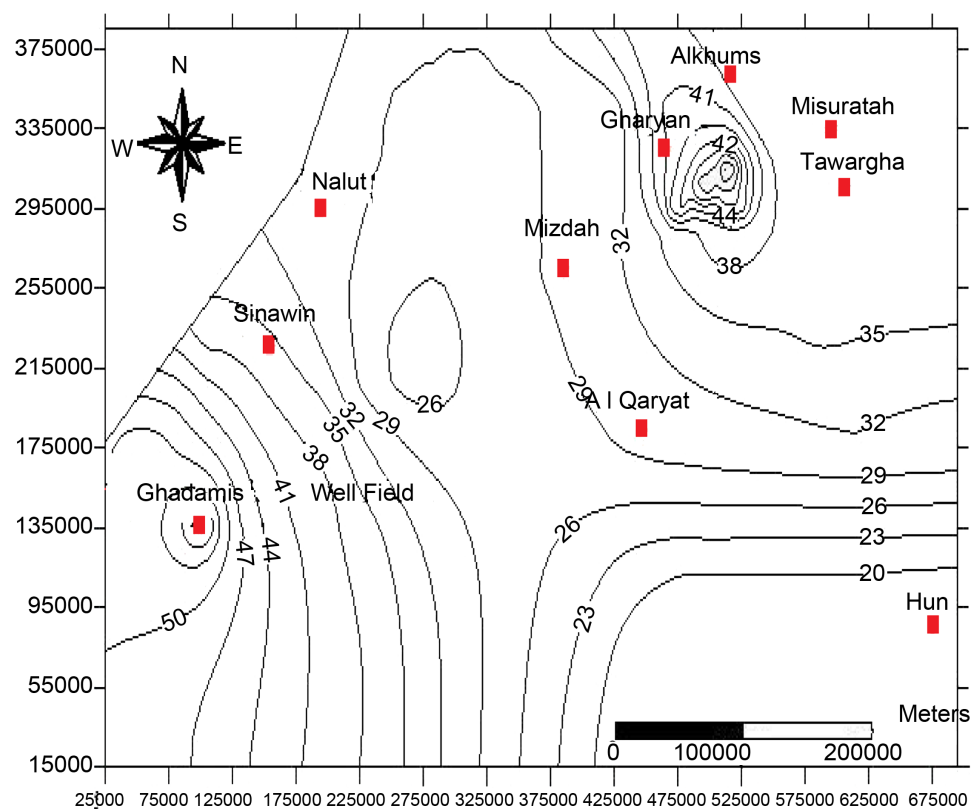 375000
335000
295000
255000
215000
175000
135000
95000
55000
15000
N
W E
S
Alkhums
41
Misuratah
Gharyan
42
Tawargha
Nalut
44
Mizdah
32
38
Sinawin
35
26
29
A l Qaryat
32
29
32
35
38
29
41
Ghadamis
Well Field
26
26
23
44
47
20
50
23
Hun
Meters
0 100000 200000
25000 75000 125000 175000 225000 275000 325000 375000 425000 475000 525000 575000 625000 675000